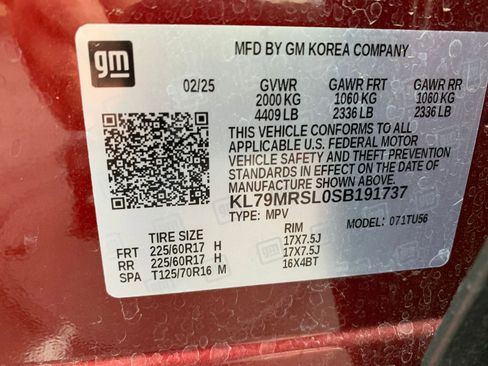 gm
MFD BY GM KOREA COMPANY
02/25 GVWR GAWR FRT GAWR RR
2000 KG 1060 KG 1060 KG
4409 LB 2336 LB 2336 LB
THIS VEHICLE CONFORMS TO ALL
APPLICABLE U.S. FEDERAL MOTOR
VEHICLE SAFETY AND THEFT PREVENTION
STANDARDS IN EFFECT ON THE DATE OF
MANUFACTURE SHOWN ABOVE.
KL79MRSL0SB191737
TYPE: MPV MODEL: 071TU56
TIRE SIZE RIM
FRT 225/60R17 H 17X7.5J
RR 225/60R17 H 17X7.5J
SPA T125/70R16 M 16X4BT